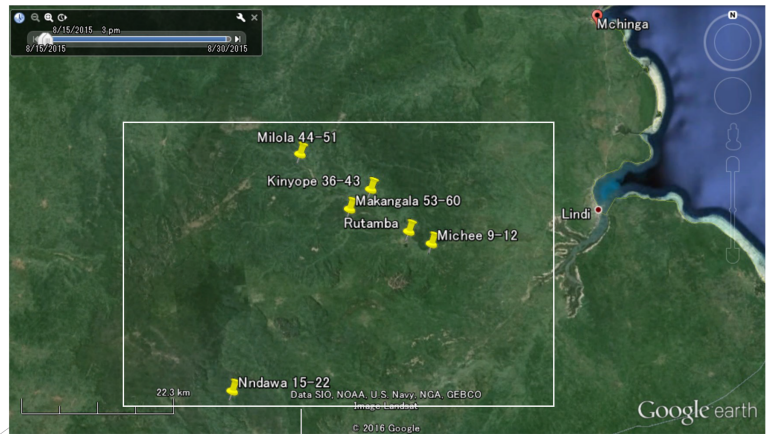 8/15/2015 3 pm
8/15/2015
8/30/2015
N
Mchinga
Milola 44-51
Kinyope 36-43
Makangala 53-60
Rutamba
Lindi
Michee 9-12
Nndawa 15-22
22.3 km
Data SIO, NOAA, U.S. Navy, NGA, GEBCO
Image Landsat
© 2016 Google
Google earth